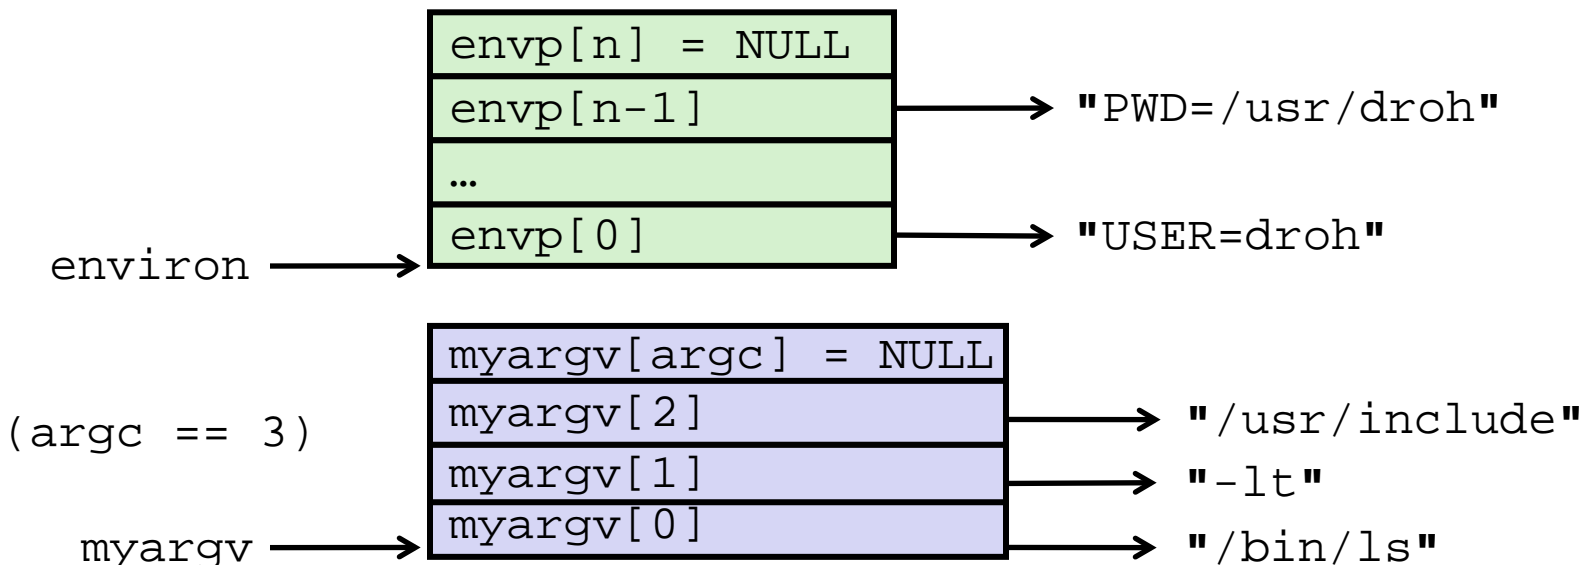 envp[n] = NULL
envp[n-1] "PWD=/usr/droh"
…
envp[0] "USER=droh"
environ
myargv[argc] = NULL
myargv[2] "/usr/include"
(argc == 3)
myargv[1] "-lt"
myargv[0]
myargv "/bin/ls"